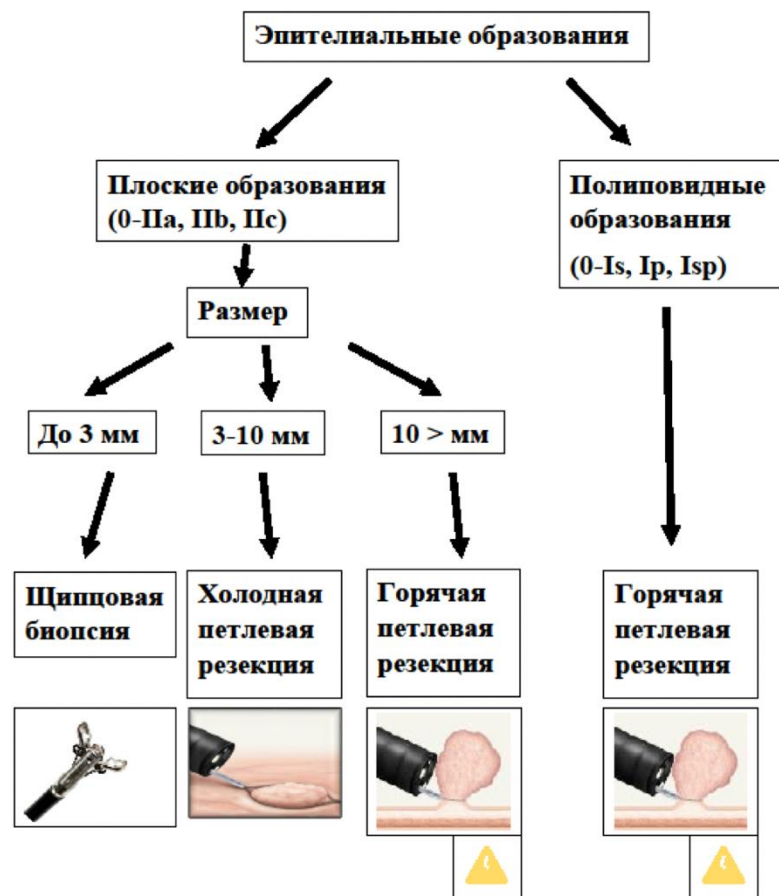 Эпителиальные образования
Плоские образования
(0-IIa, IIb, IIc)
Полиповидные
образования
(0-Is, Ip, Isp)
Размер
До 3 мм
3-10 мм
10 > мм
Щипцовая
биопсия
Холодная
петлевая
резекция
Горячая
петлевая
резекция
Горячая
петлевая
резекция